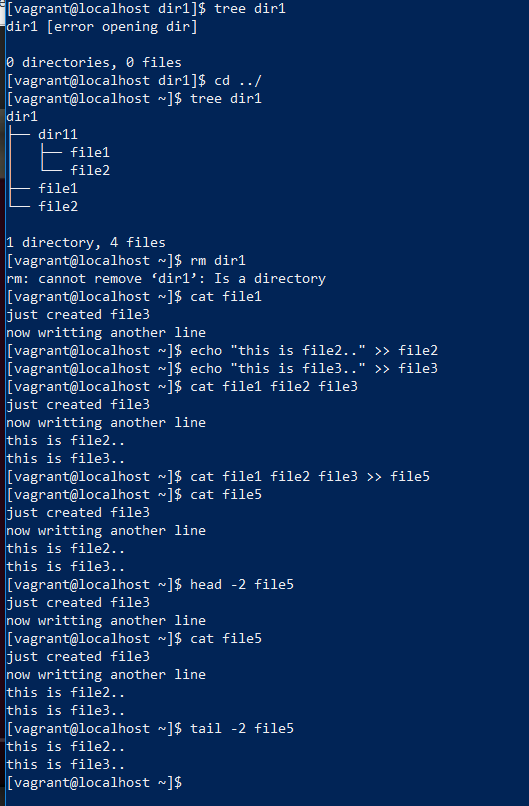 [vagrant@localhost dir1]$ tree dir1
dir1 [error opening dir]

0 directories, 0 files
[vagrant@localhost dir1]$ cd ../
[vagrant@localhost ~]$ tree dir1
dir1
├── dir11
│   ├── file1
│   └── file2
├── file1
└── file2

1 directory, 4 files
[vagrant@localhost ~]$ rm dir1
rm: cannot remove ‘dir1’: Is a directory
[vagrant@localhost ~]$ cat file1
just created file3
now writting another line
[vagrant@localhost ~]$ echo "this is file2.." >> file2
[vagrant@localhost ~]$ echo "this is file3.." >> file3
[vagrant@localhost ~]$ cat file1 file2 file3
just created file3
now writting another line
this is file2..
this is file3..
[vagrant@localhost ~]$ cat file1 file2 file3 >> file5
[vagrant@localhost ~]$ cat file5
just created file3
now writting another line
this is file2..
this is file3..
[vagrant@localhost ~]$ head -2 file5
just created file3
now writting another line
[vagrant@localhost ~]$ cat file5
just created file3
now writting another line
this is file2..
this is file3..
[vagrant@localhost ~]$ tail -2 file5
this is file2..
this is file3..
[vagrant@localhost ~]$